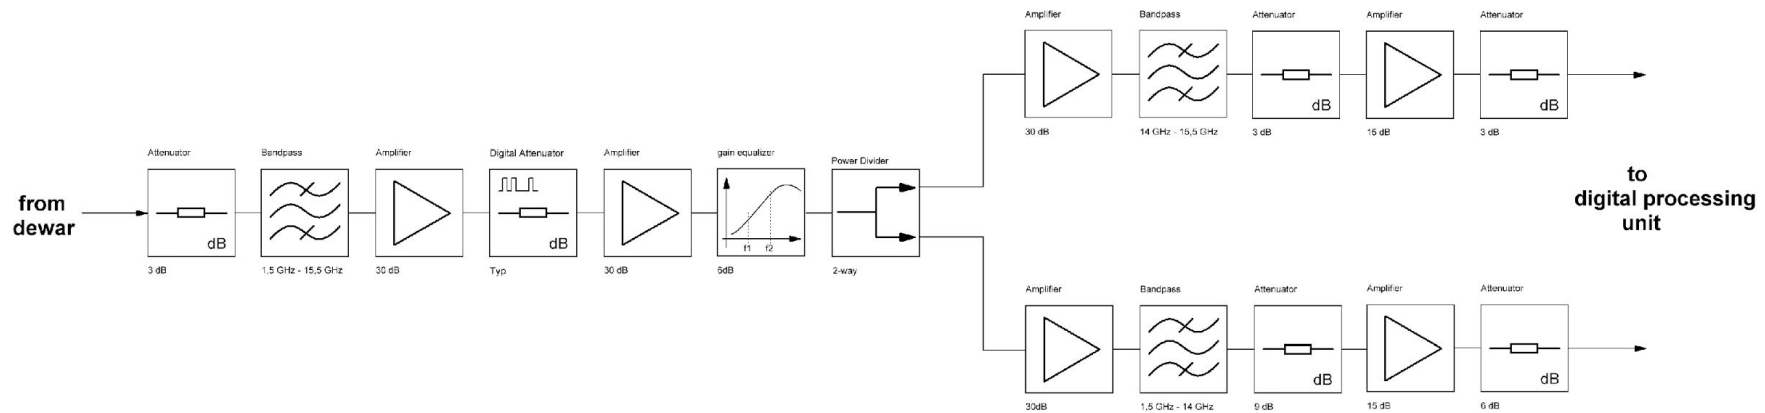 Amplifier
Bandpass
Attenuator
Amplifier
Attenuator
dB
dB
30 dB
14 GHz - 15,5 GHz
3 dB
15 dB
3 dB
Attenuator
Bandpass
Amplifier
Digital Attenuator
Amplifier
gain equalizer
Power Divider
from
dewar
dB
dB
f1
f2
3 dB
1,5 GHz - 15,5 GHz
30 dB
Typ
30 dB
6dB
2-way
to
digital processing
unit
Amplifier
Bandpass
Attenuator
Amplifier
Attenuator
dB
dB
30dB
1,5 GHz - 14 GHz
9 dB
15 dB
6 dB